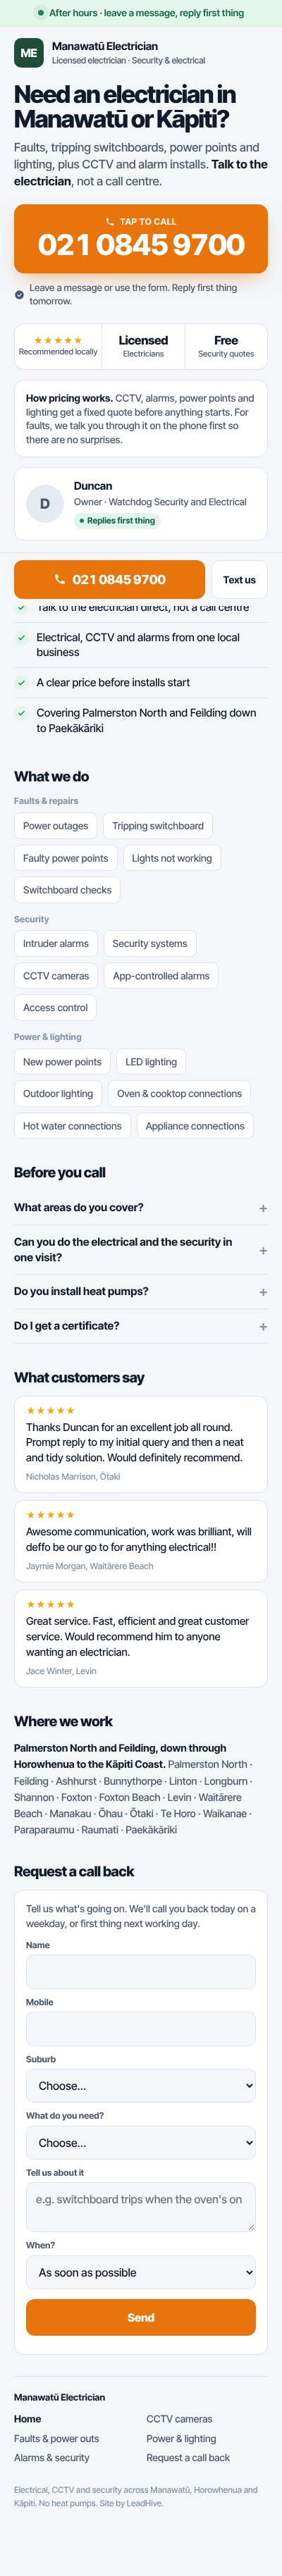 After hours · leave a message, reply first thing
ME
Manawatū Electrician
Licensed electrician · Security & electrical
Need an electrician in
Manawatū or Kāpiti?
Faults, tripping switchboards, power points and
lighting, plus CCTV and alarm installs. Talk to the
electrician, not a call centre.
TAP TO CALL
021 0845 9700
Leave a message or use the form. Reply first thing
tomorrow.
★★★★★
Recommended locally
Licensed
Electricians
Free
Security quotes
How pricing works. CCTV, alarms, power points and
lighting get a fixed quote before anything starts. For
faults, we talk you through it on the phone first so
there are no surprises.
D
Duncan
Owner · Watchdog Security and Electrical
Replies first thing
021 0845 9700
Text us
Talk to the electrician direct, not a call centre
Electrical, CCTV and alarms from one local
business
A clear price before installs start
Covering Palmerston North and Feilding down
to Paekākāriki
What we do
Faults & repairs
Power outages
Tripping switchboard
Faulty power points
Lights not working
Switchboard checks
Security
Intruder alarms
Security systems
CCTV cameras
App-controlled alarms
Access control
Power & lighting
New power points
LED lighting
Outdoor lighting
Oven & cooktop connections
Hot water connections
Appliance connections
Before you call
What areas do you cover? +
Can you do the electrical and the security in
one visit? +
Do you install heat pumps? +
Do I get a certificate? +
What customers say
★★★★★
Thanks Duncan for an excellent job all round.
Prompt reply to my initial query and then a neat
and tidy solution. Would definitely recommend.
Nicholas Marrison, Ōtaki
★★★★★
Awesome communication, work was brilliant, will
deffo be our go to for anything electrical!!
Jaymie Morgan, Waitārere Beach
★★★★★
Great service. Fast, efficient and great customer
service. Would recommend him to anyone
wanting an electrician.
Jace Winter, Levin
Where we work
Palmerston North and Feilding, down through
Horowhenua to the Kāpiti Coast. Palmerston North ·
Feilding · Ashhurst · Bunnythorpe · Linton · Longburn ·
Shannon · Foxton · Foxton Beach · Levin · Waitārere
Beach · Manakau · Ōhau · Ōtaki · Te Horo · Waikanae ·
Paraparaumu · Raumati · Paekākāriki
Request a call back
Tell us what's going on. We'll call you back today on a
weekday, or first thing next working day.
Name
Mobile
Suburb
Choose...
What do you need?
Choose...
Tell us about it
e.g. switchboard trips when the oven's on
When?
As soon as possible
Send
Manawatū Electrician
Home
CCTV cameras
Faults & power outs
Power & lighting
Alarms & security
Request a call back
Electrical, CCTV and security across Manawatū, Horowhenua and
Kāpiti. No heat pumps. Site by LeadHive.